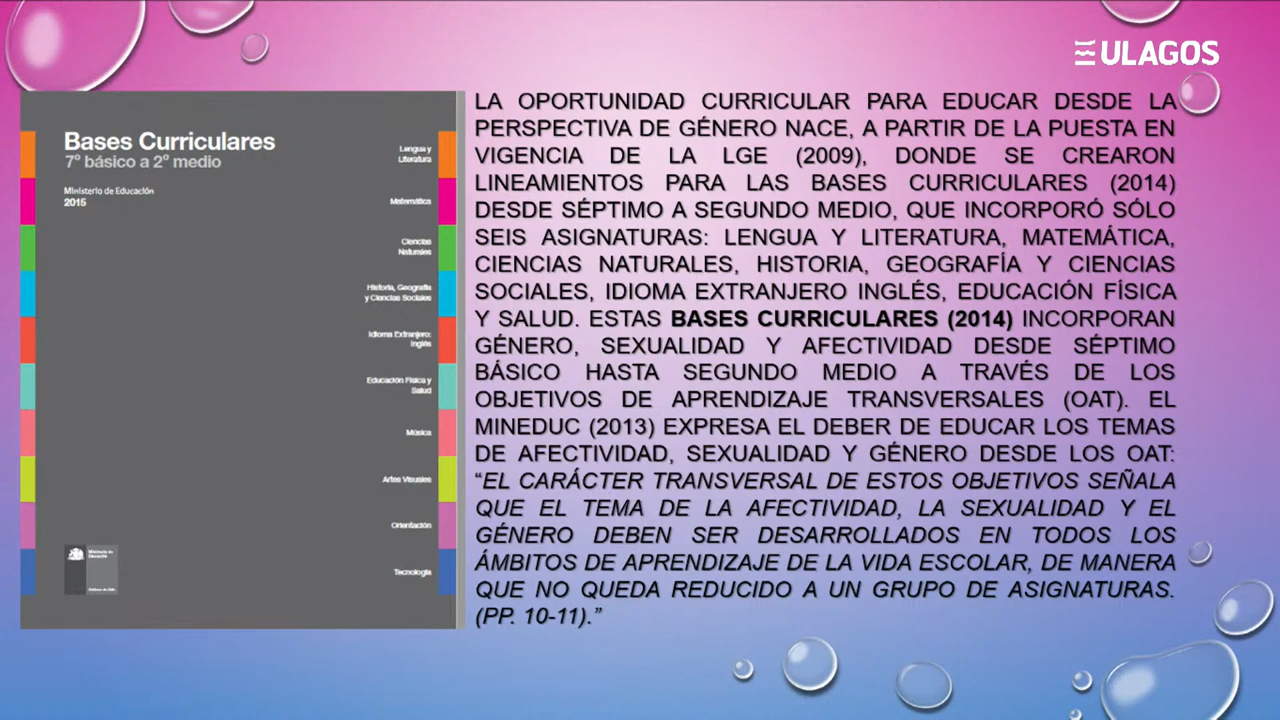 ULAGOS
Bases Curriculares
7º básico a 2º medio
Ministerio de Educación
2015
Lengua y
Literatura
Matemática
Ciencias
Naturales
Historia, Geografía
y Ciencias Sociales
Idioma Extranjero:
Inglés
Educación Física y
Salud
Música
Artes Visuales
Orientación
Tecnología
Ministerio de
Educación
Gobierno de Chile
LA OPORTUNIDAD CURRICULAR PARA EDUCAR DESDE LA
PERSPECTIVA DE GÉNERO NACE, A PARTIR DE LA PUESTA EN
VIGENCIA DE LA LGE (2009), DONDE SE CREARON
LINEAMIENTOS PARA LAS BASES CURRICULARES (2014)
DESDE SÉPTIMO A SEGUNDO MEDIO, QUE INCORPORÓ SÓLO
SEIS ASIGNATURAS: LENGUA Y LITERATURA, MATEMÁTICA,
CIENCIAS NATURALES, HISTORIA, GEOGRAFÍA Y CIENCIAS
SOCIALES, IDIOMA EXTRANJERO INGLÉS, EDUCACIÓN FÍSICA
Y SALUD. ESTAS BASES CURRICULARES (2014) INCORPORAN
GÉNERO, SEXUALIDAD Y AFECTIVIDAD DESDE SÉPTIMO
BÁSICO HASTA SEGUNDO MEDIO A TRAVÉS DE LOS
OBJETIVOS DE APRENDIZAJE TRANSVERSALES (OAT). EL
MINEDUC (2013) EXPRESA EL DEBER DE EDUCAR LOS TEMAS
DE AFECTIVIDAD, SEXUALIDAD Y GÉNERO DESDE LOS OAT:
“EL CARÁCTER TRANSVERSAL DE ESTOS OBJETIVOS SEÑALA
QUE EL TEMA DE LA AFECTIVIDAD, LA SEXUALIDAD Y EL
GÉNERO DEBEN SER DESARROLLADOS EN TODOS LOS
ÁMBITOS DE APRENDIZAJE DE LA VIDA ESCOLAR, DE MANERA
QUE NO QUEDA REDUCIDO A UN GRUPO DE ASIGNATURAS.
(PP. 10-11).”